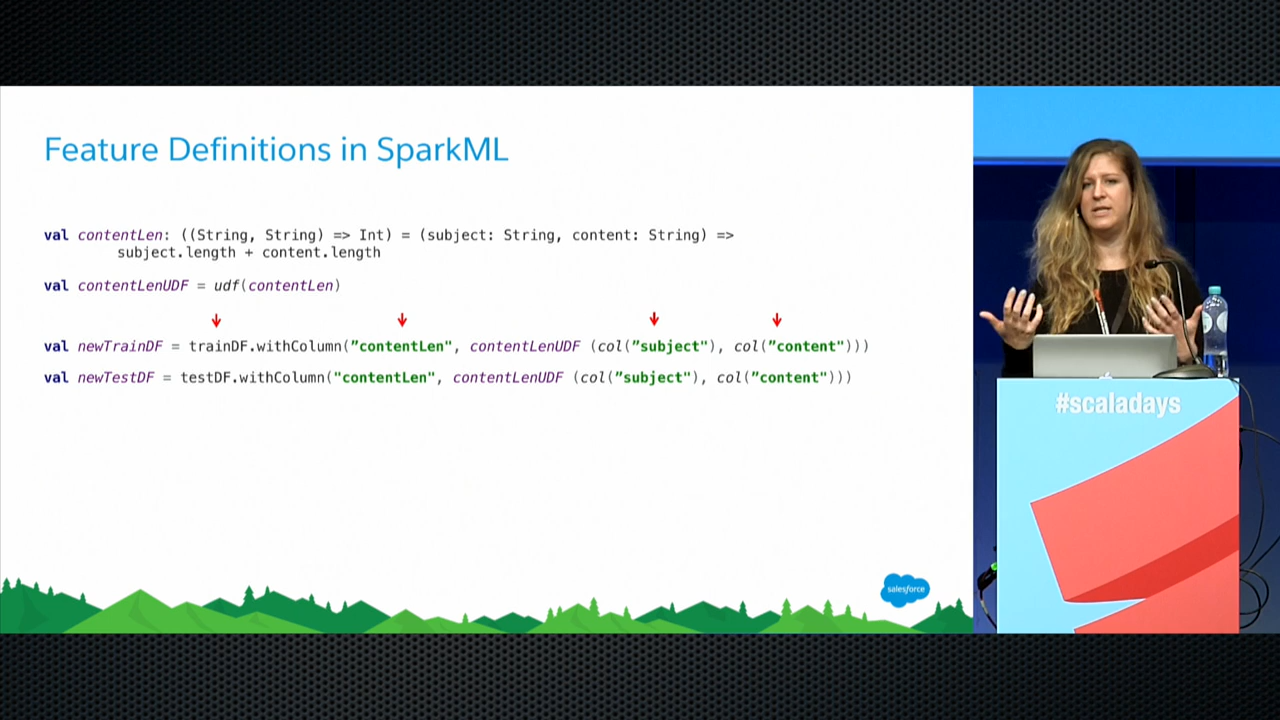 Feature Definitions in SparkML
val contentLen: ((String, String) => Int) = (subject: String, content: String) =>
subject.length + content.length
val contentLenUDF = udf(contentLen)
val newTrainDF = trainDF.withColumn(”contentLen", contentLenUDF (col(”subject"), col(”content")))
val newTestDF = testDF.withColumn("contentLen", contentLenUDF (col(”subject"), col(”content")))
salesforce
#scaladays